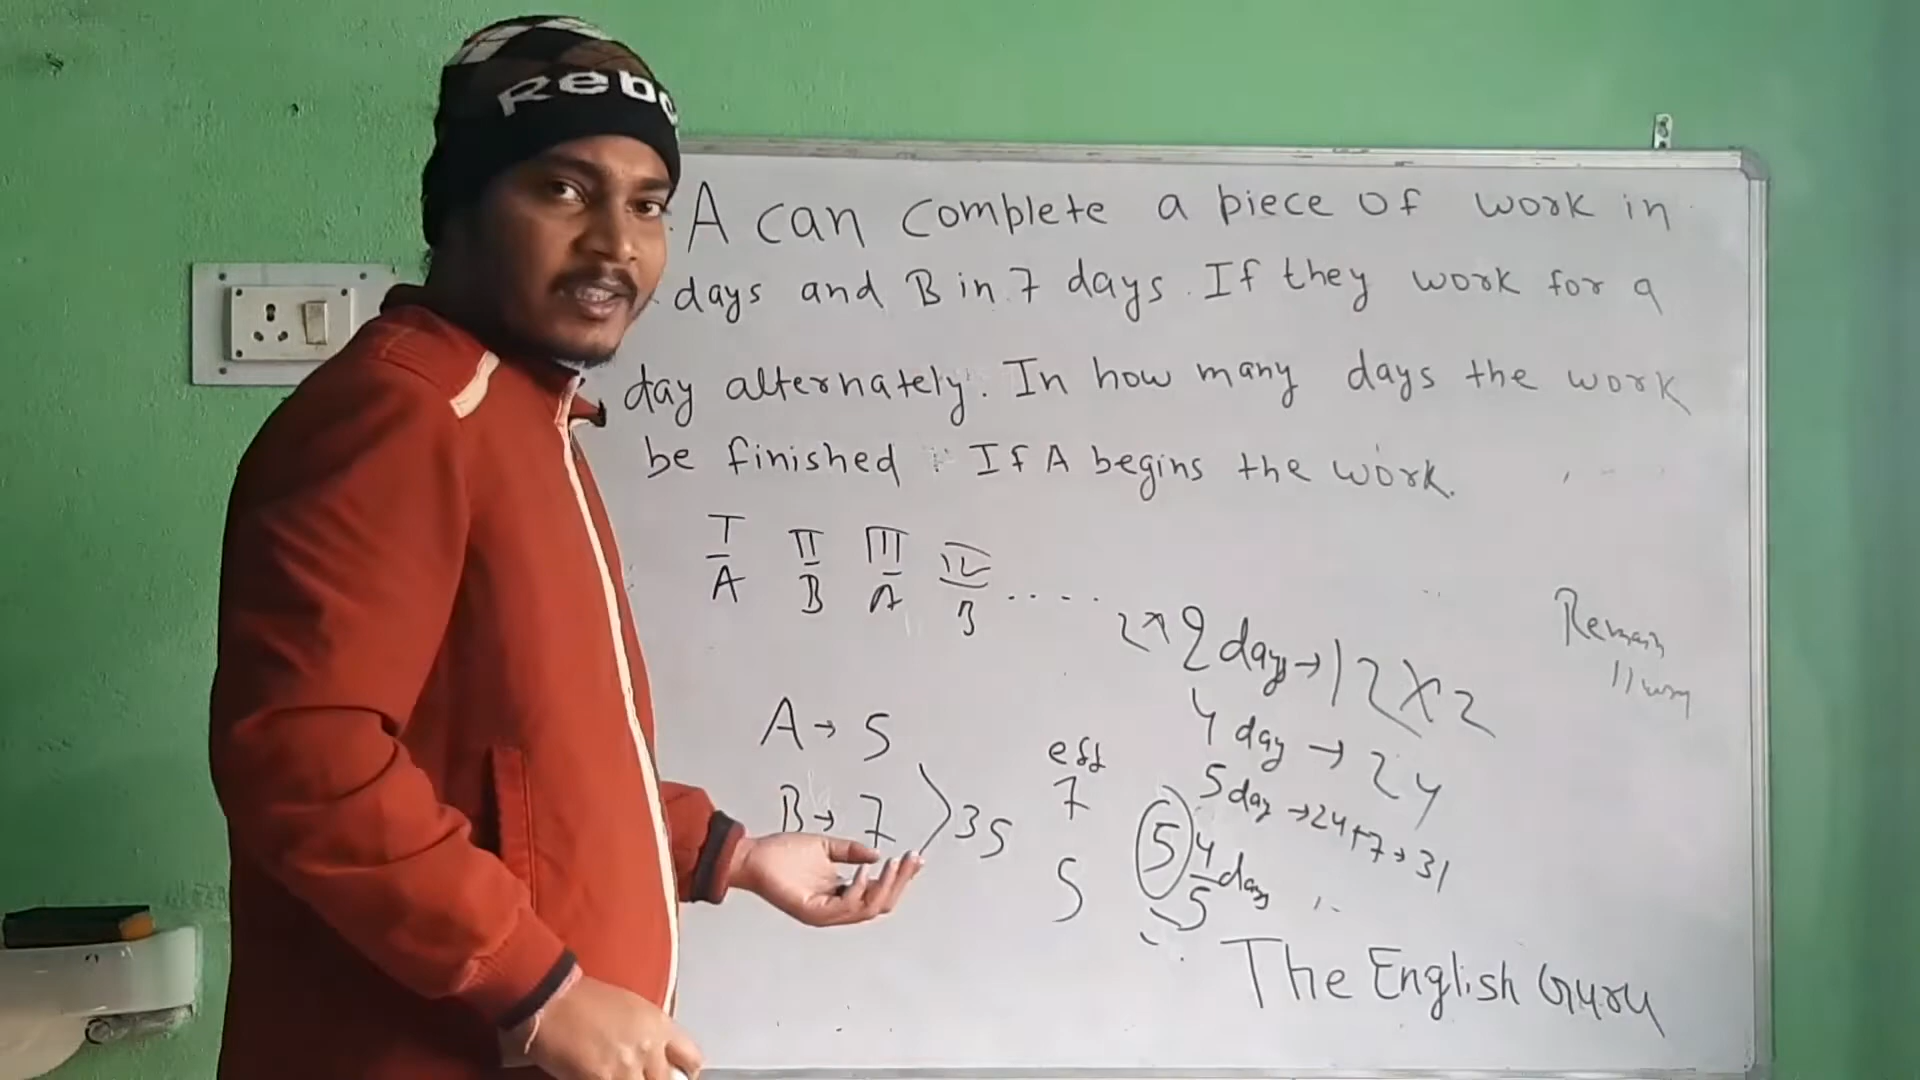 Rebo
A can complete a piece of work in
days and B in 7 days. If they work for a
day alternately. In how many days the work
be finished : If A begins the work.
I II III IV
A B A B .....
2×2 day → 12×2
Remain
4 day → 24
A → 5
eff
B → 7
35
7
5 day → 24+7 → 31
5
5 4/5 day
The English Guru